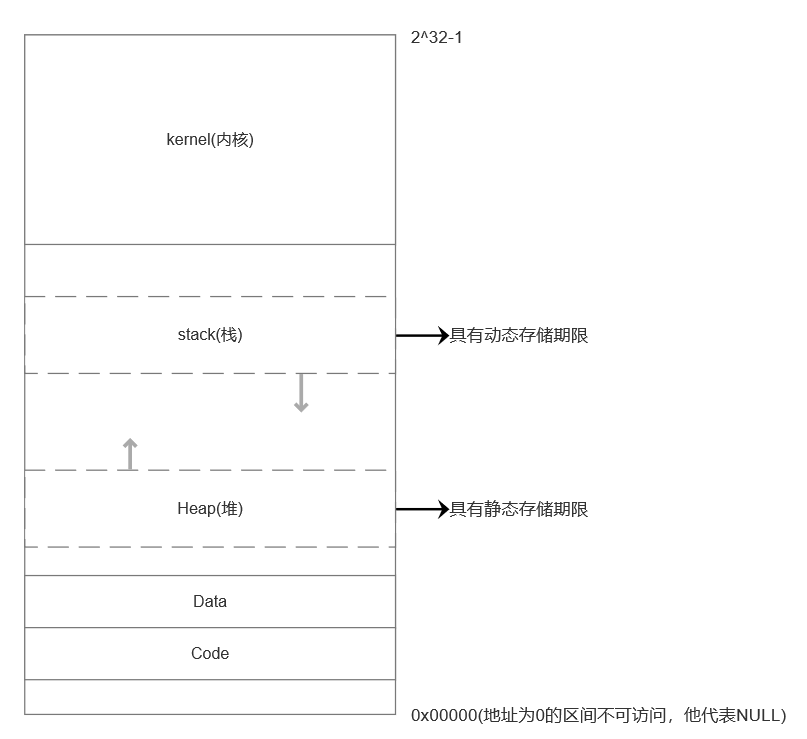 2^32-1
kernel(内核)
stack(栈)
具有动态存储期限
Heap(堆)
具有静态存储期限
Data
Code
0x00000(地址为0的区间不可访问，他代表NULL)